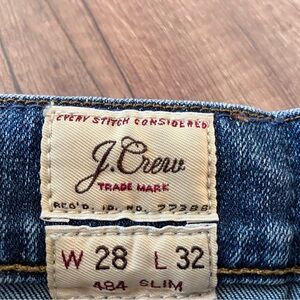 EVERY STITCH CONSIDERED
J.Crew
TRADE MARK
REG'D. ID. NO. 77388
W 28 L 32
484 SLIM